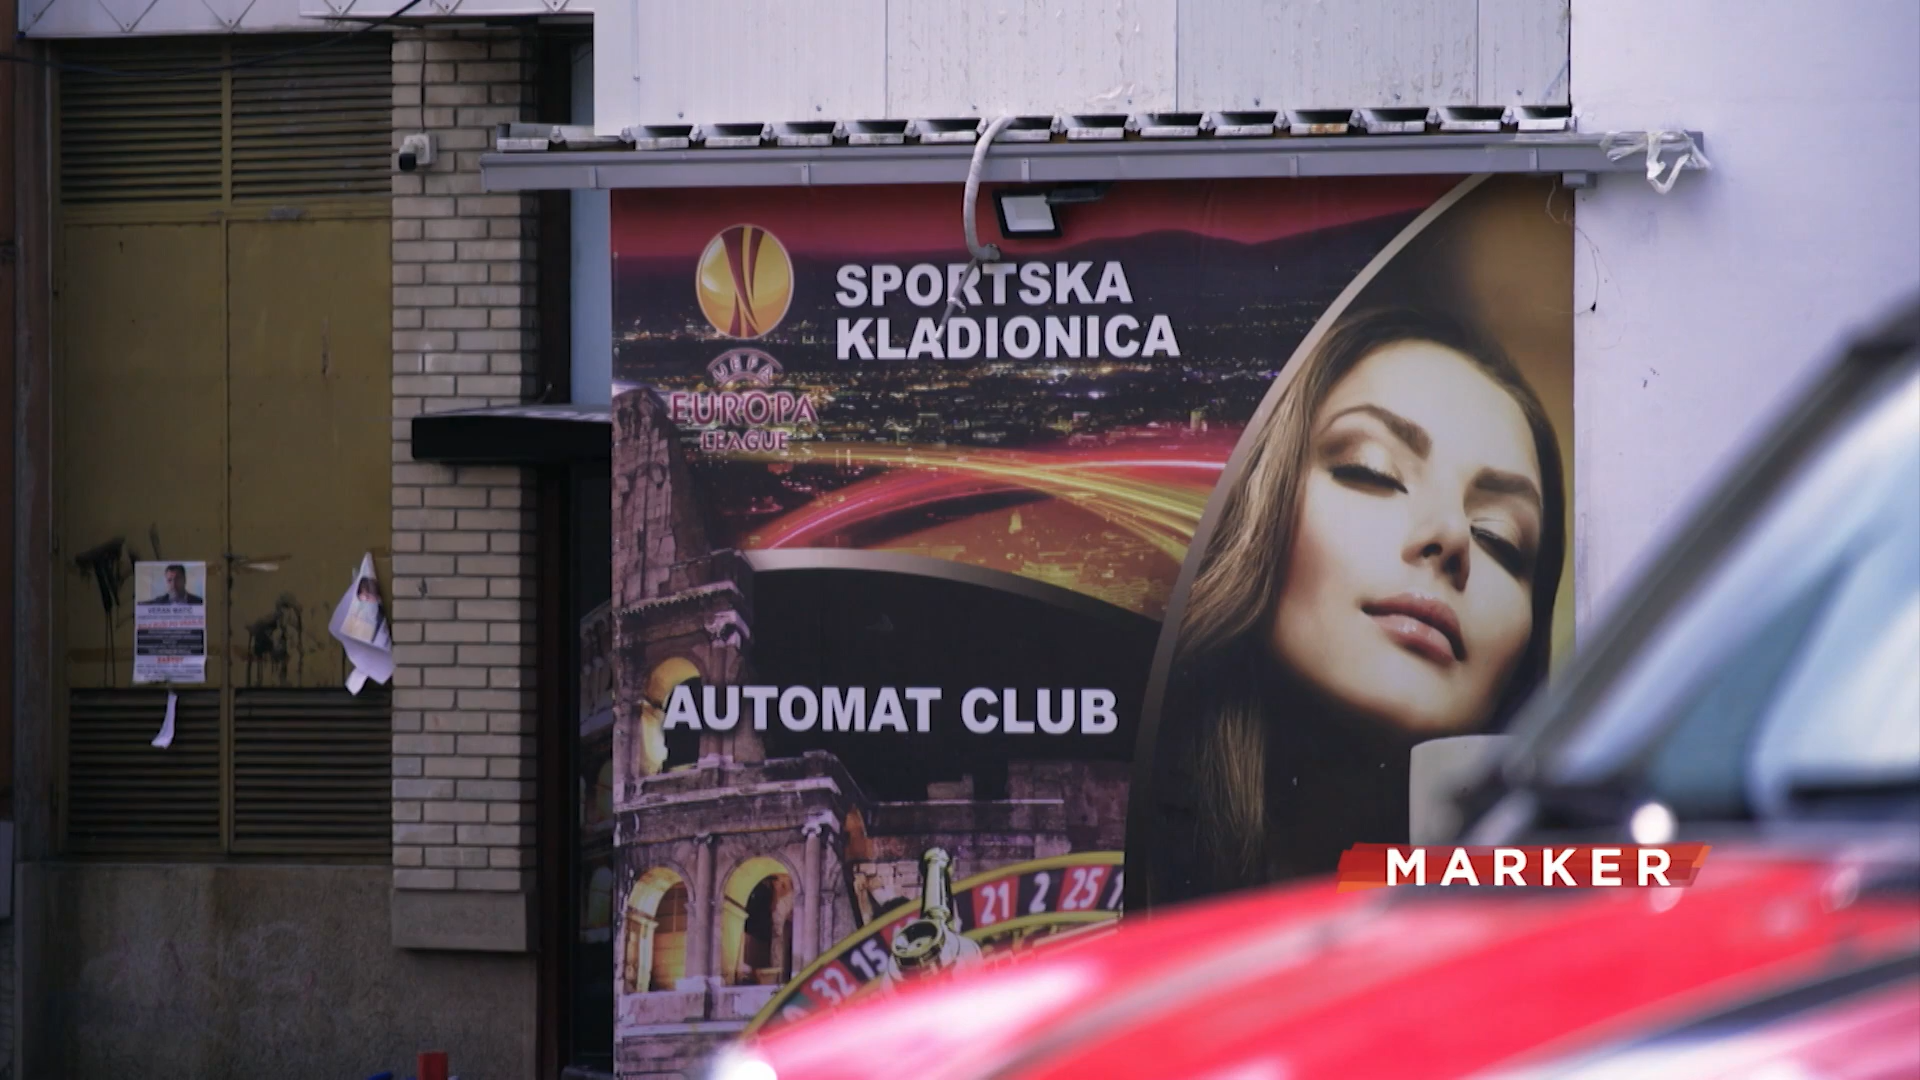 SPORTSKA
KLADIONICA
UEFA
EUROPA
LEAGUE
AUTOMAT CLUB
21 2 25
32 15
MARKER